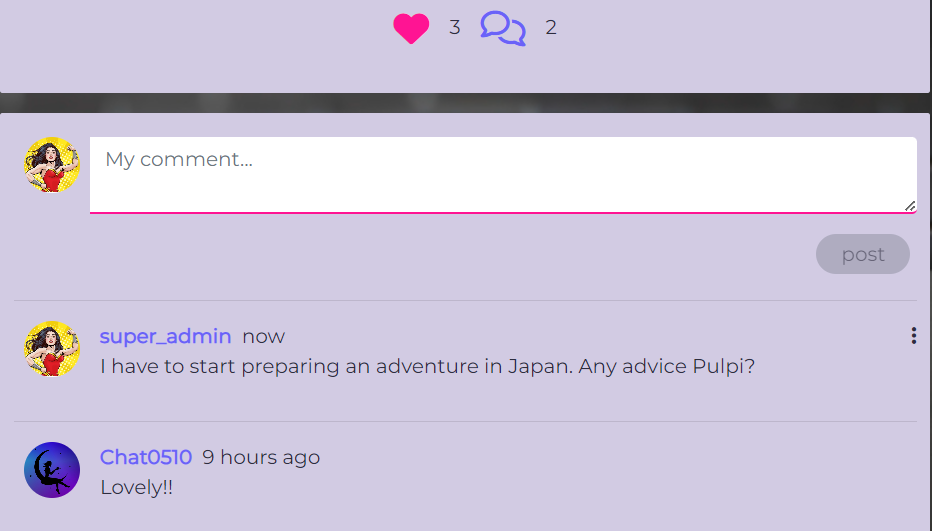 3 2
My comment...
post
super_admin now
I have to start preparing an adventure in Japan. Any advice Pulpi?
Chat0510 9 hours ago
Lovely!!